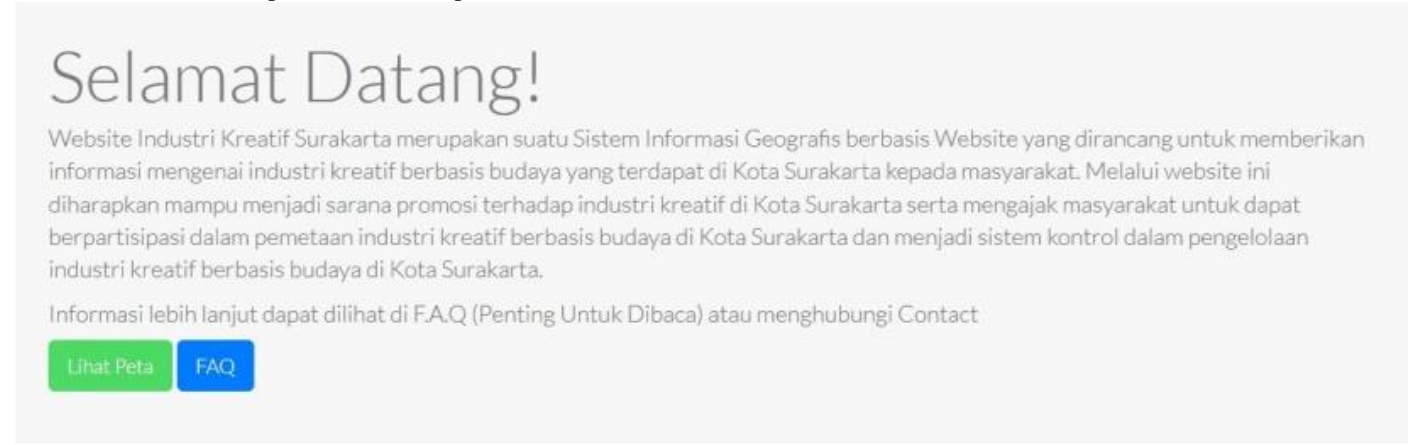 Selamat Datang!
Website Industri Kreatif Surakarta merupakan suatu Sistem Informasi Geografis berbasis Website yang dirancang untuk memberikan
informasi mengenai industri kreatif berbasis budaya yang terdapat di Kota Surakarta kepada masyarakat. Melalui website ini
diharapkan mampu menjadi sarana promosi terhadap industri kreatif di Kota Surakarta serta mengajak masyarakat untuk dapat
berpartisipasi dalam pemetaan industri kreatif berbasis budaya di Kota Surakarta dan menjadi sistem kontrol dalam pengelolaan
industri kreatif berbasis budaya di Kota Surakarta.
Informasi lebih lanjut dapat dilihat di F.A.Q (Penting Untuk Dibaca) atau menghubungi Contact
Lihat Peta FAQ